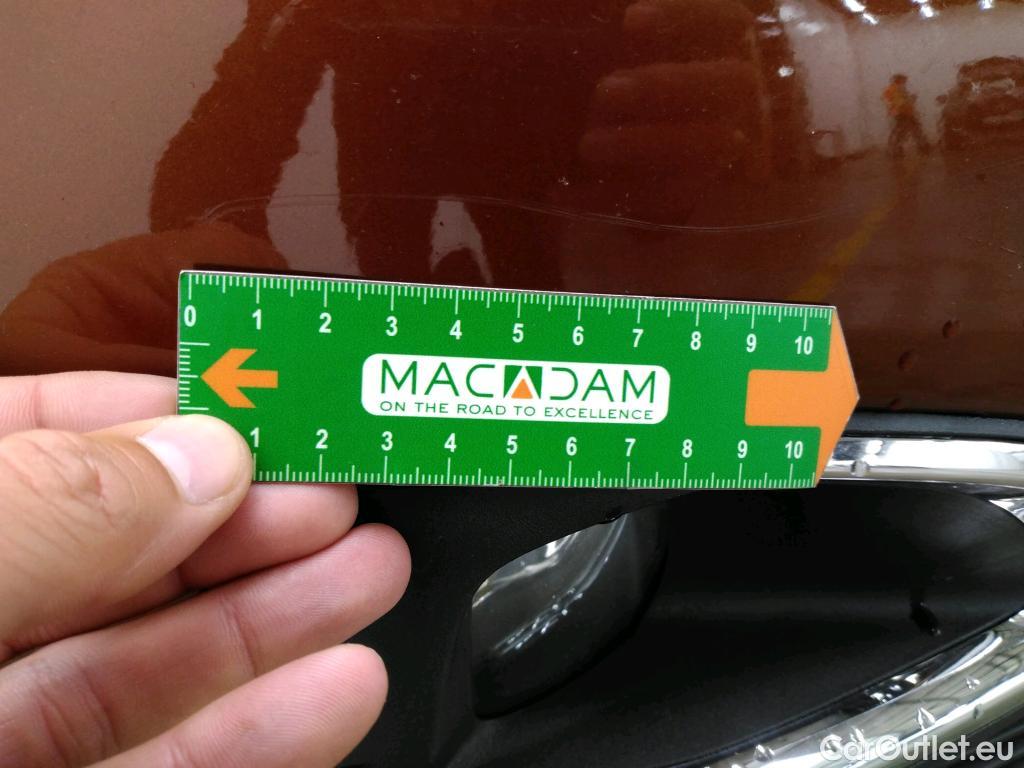 0 1 2 3 4 5 6 7 8 9 10
MACADAM
ON THE ROAD TO EXCELLENCE
1 2 3 4 5 6 7 8 9 10
CarOutlet.eu